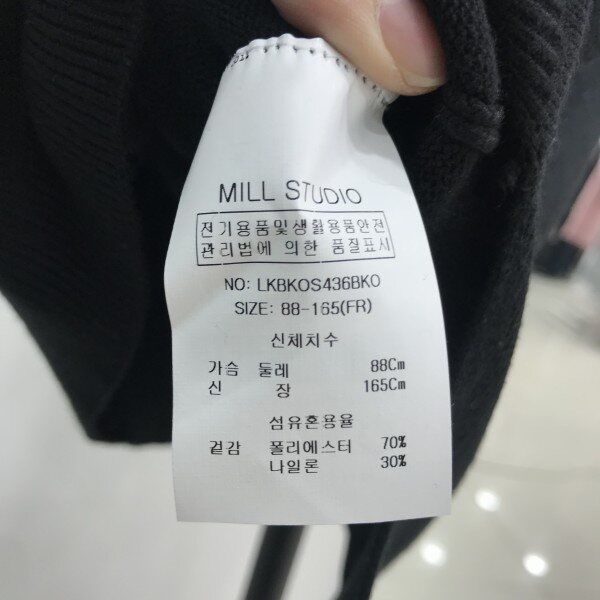 MILL STUDIO
전기용품및생활용품안전
관리법에 의한 품질표시
NO: LKBKOS436BKO
SIZE: 88-165(FR)
신체치수
가슴 둘레 88Cm
신 장 165Cm
섬유혼용율
겉감 폴리에스터 70%
나일론 30%